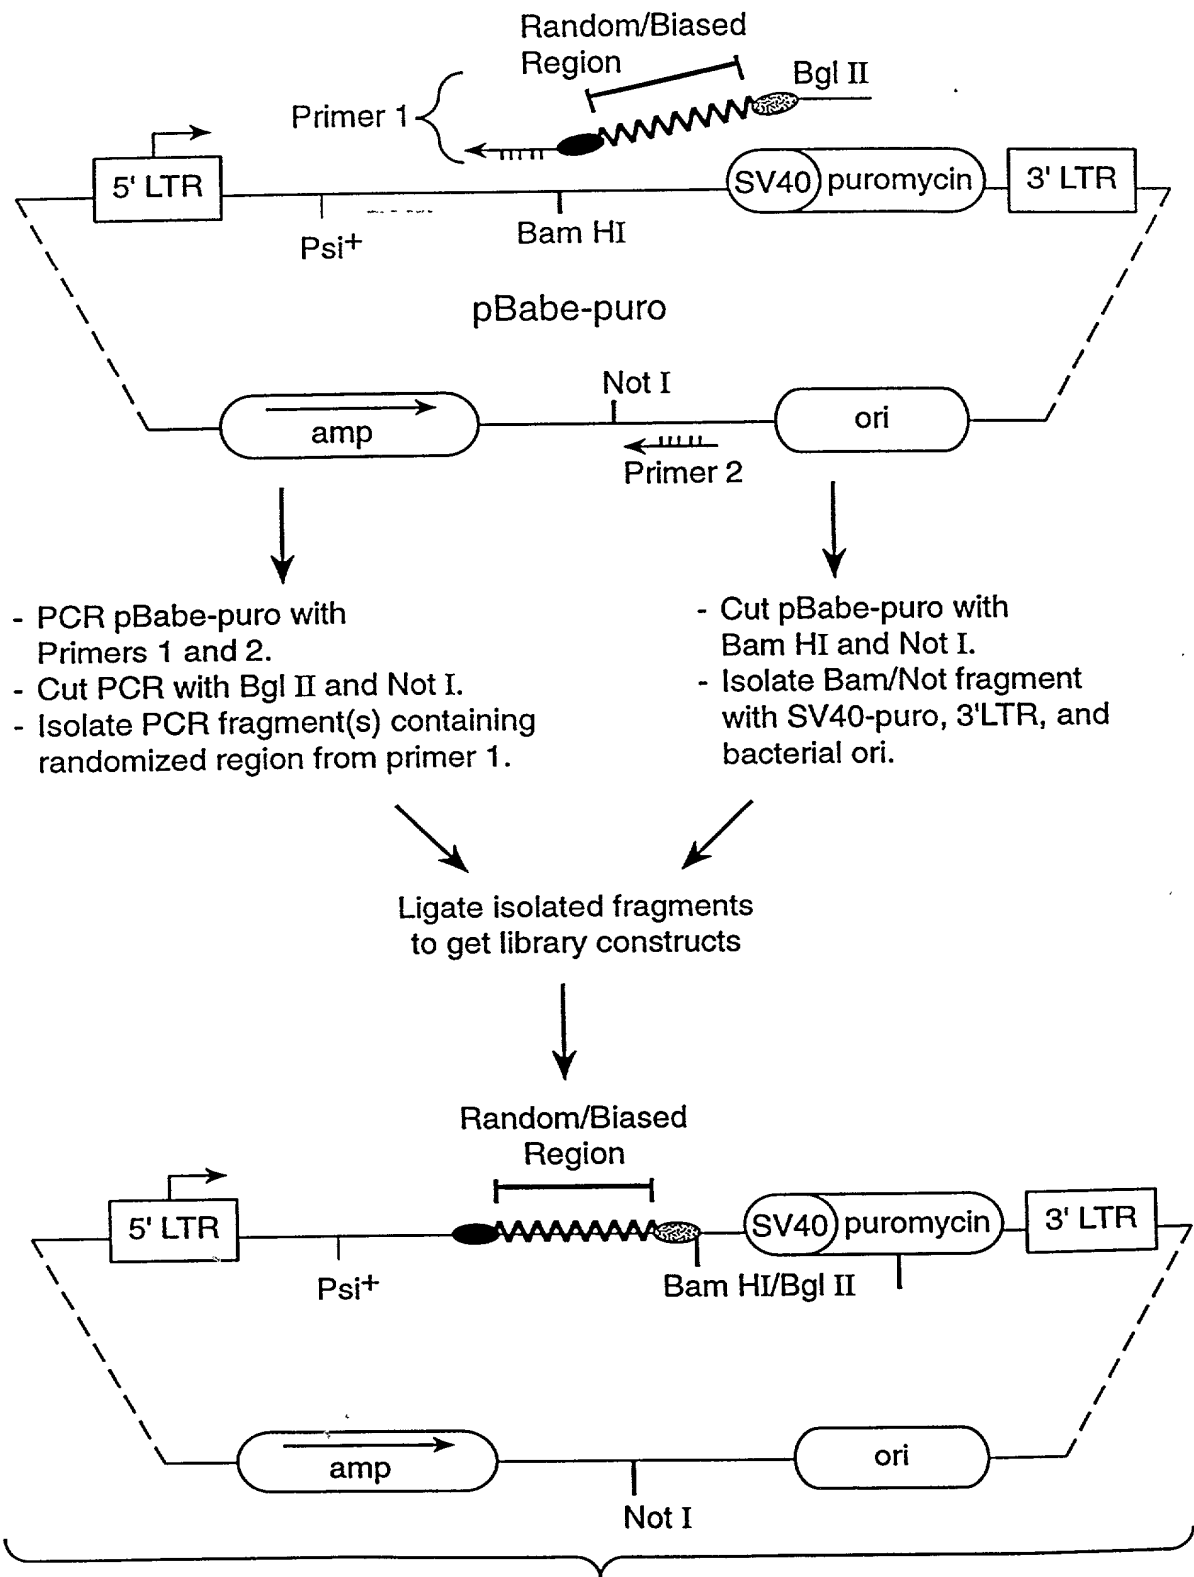 Random/Biased
Region
Bgl II
Primer 1
5' LTR
SV40
puromycin
3' LTR
Psi+
Bam HI
pBabe-puro
Not I
amp
ori
Primer 2
- PCR pBabe-puro with
Primers 1 and 2.
- Cut PCR with Bgl II and Not I.
- Isolate PCR fragment(s) containing
randomized region from primer 1.
- Cut pBabe-puro with
Bam HI and Not I.
- Isolate Bam/Not fragment
with SV40-puro, 3'LTR, and
bacterial ori.
Ligate isolated fragments
to get library constructs
Random/Biased
Region
5' LTR
SV40
puromycin
3' LTR
Psi+
Bam HI/Bgl II
amp
ori
Not I